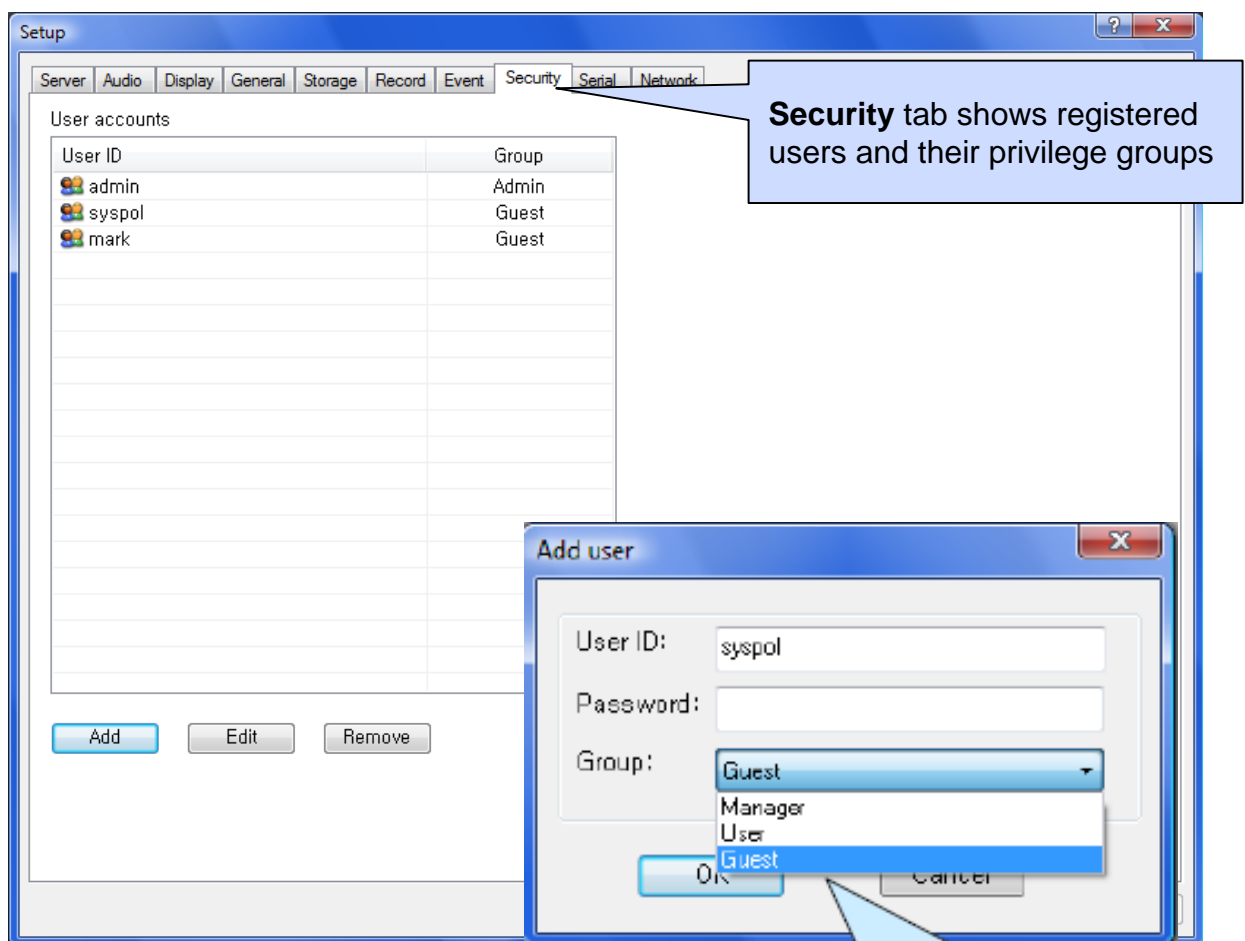 Setup
Server Audio Display General Storage Record Event Security Serial Network
Security tab shows registered
users and their privilege groups
User accounts
User ID Group
admin Admin
syspol Guest
mark Guest
Add Edit Remove
Add user
User ID: syspol
Password:
Group: Guest
Manager
User
Guest
OK Cancel